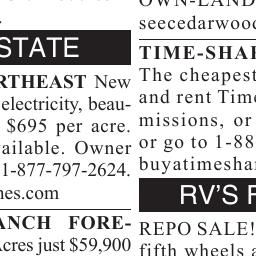 STATE
RTHEAST New
electricity, beau-
$695 per acre.
ailable. Owner
1-877-797-2624.
nes.com
ANCH FORE-
Acres just $59,900
OWN-LAND
seecedarwood
TIME-SHAR
The cheapest
and rent Time
missions, or
or go to 1-88
buyatimeshar
RV'S F
REPO SALE!
fifth wheels a